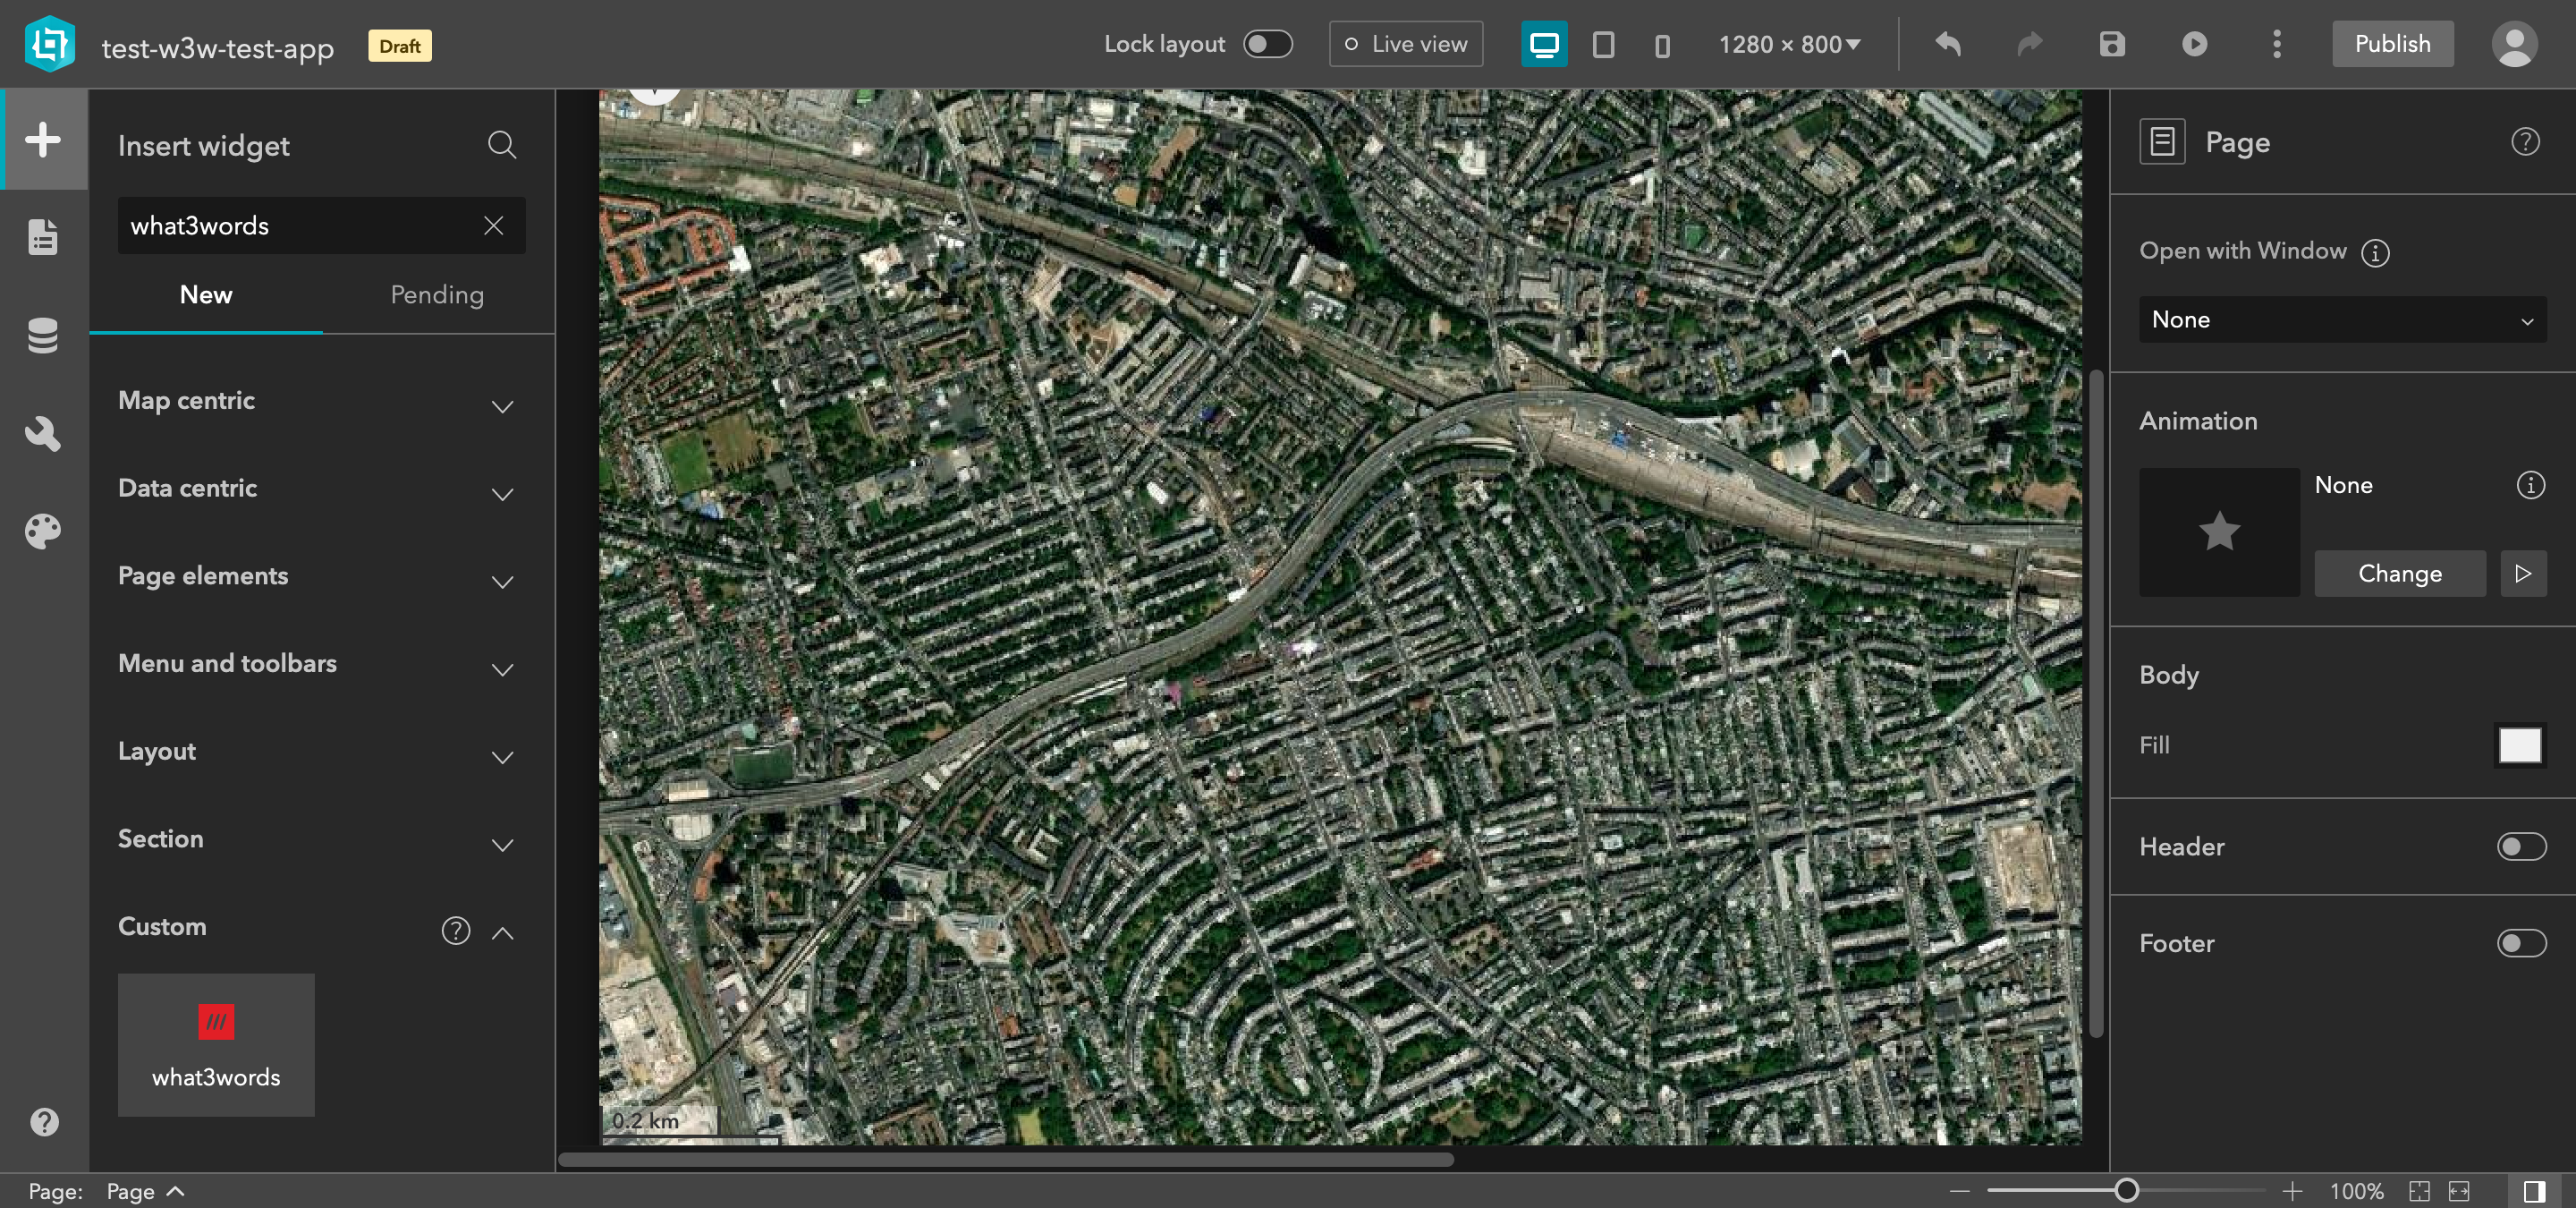 test-w3w-test-app
Draft
Lock layout
Live view
1280 × 800
Publish
Insert widget
what3words
New
Pending
Map centric
Data centric
Page elements
Menu and toolbars
Layout
Section
Custom
what3words
0.2 km
Page
Open with Window
None
Animation
None
Change
Body
Fill
Header
Footer
Page:
Page
100%